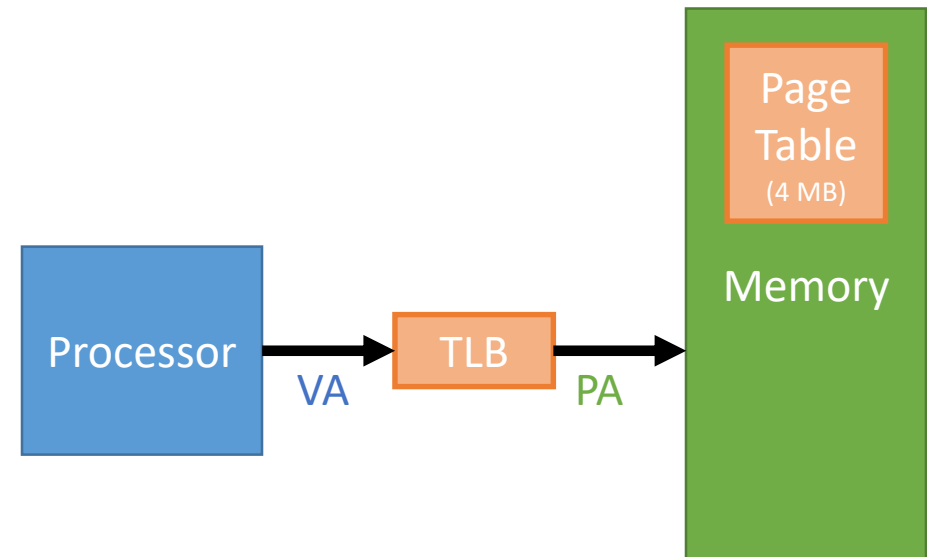 Page
Table
(4 MB)
Memory
Processor
VA
TLB
PA